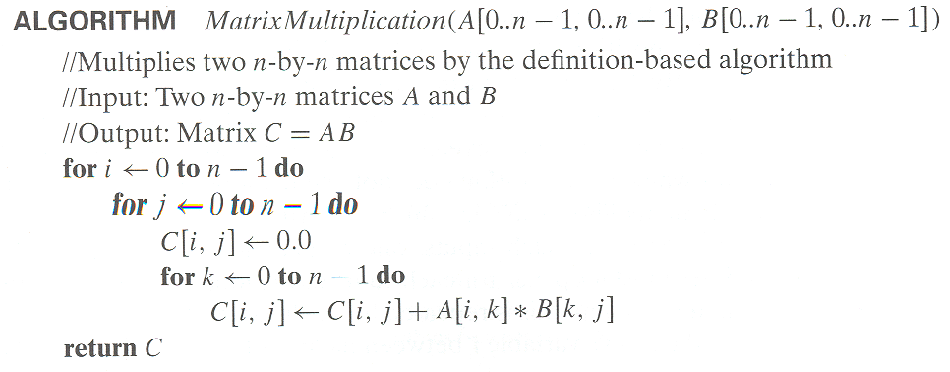 ALGORITHM MatrixMultiplication(A[0..n − 1, 0..n − 1], B[0..n − 1, 0..n − 1])
//Multiplies two n-by-n matrices by the definition-based algorithm
//Input: Two n-by-n matrices A and B
//Output: Matrix C = AB
for i ← 0 to n − 1 do
for j ← 0 to n − 1 do
C[i, j] ← 0.0
for k ← 0 to n − 1 do
C[i, j] ← C[i, j] + A[i, k] ∗ B[k, j]
return C